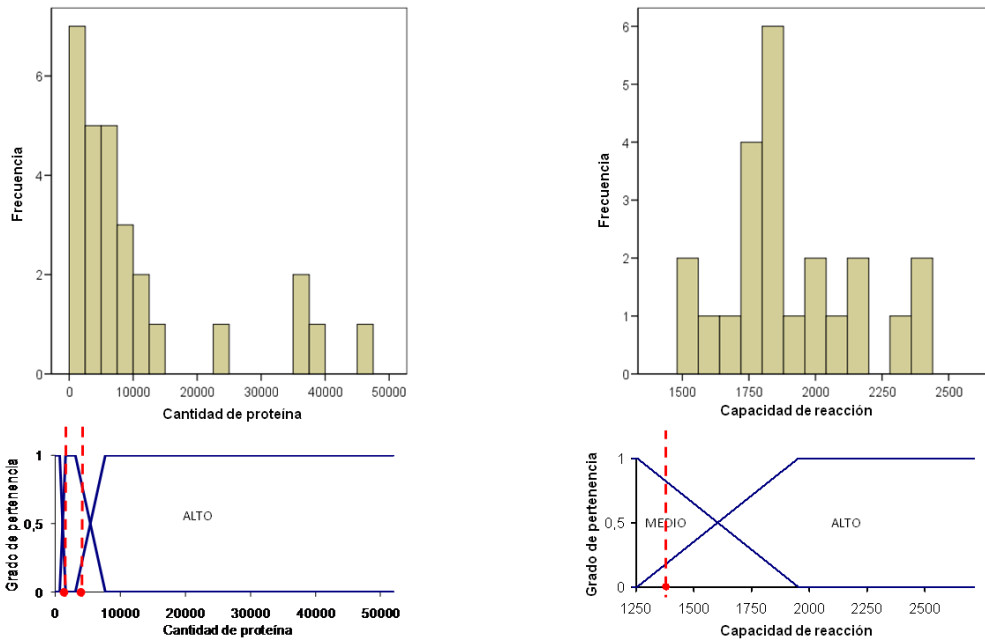 6
4
2
0
Frecuencia
0 10000 20000 30000 40000 50000
Cantidad de proteína
6
5
4
3
2
1
0
Frecuencia
1500 1750 2000 2250 2500
Capacidad de reacción
1
0,5
0
Grado de pertenencia
ALTO
0 10000 20000 30000 40000 50000
Cantidad de proteína
1
0,5
0
Grado de pertenencia
MEDIO
ALTO
1250 1500 1750 2000 2250 2500
Capacidad de reacción